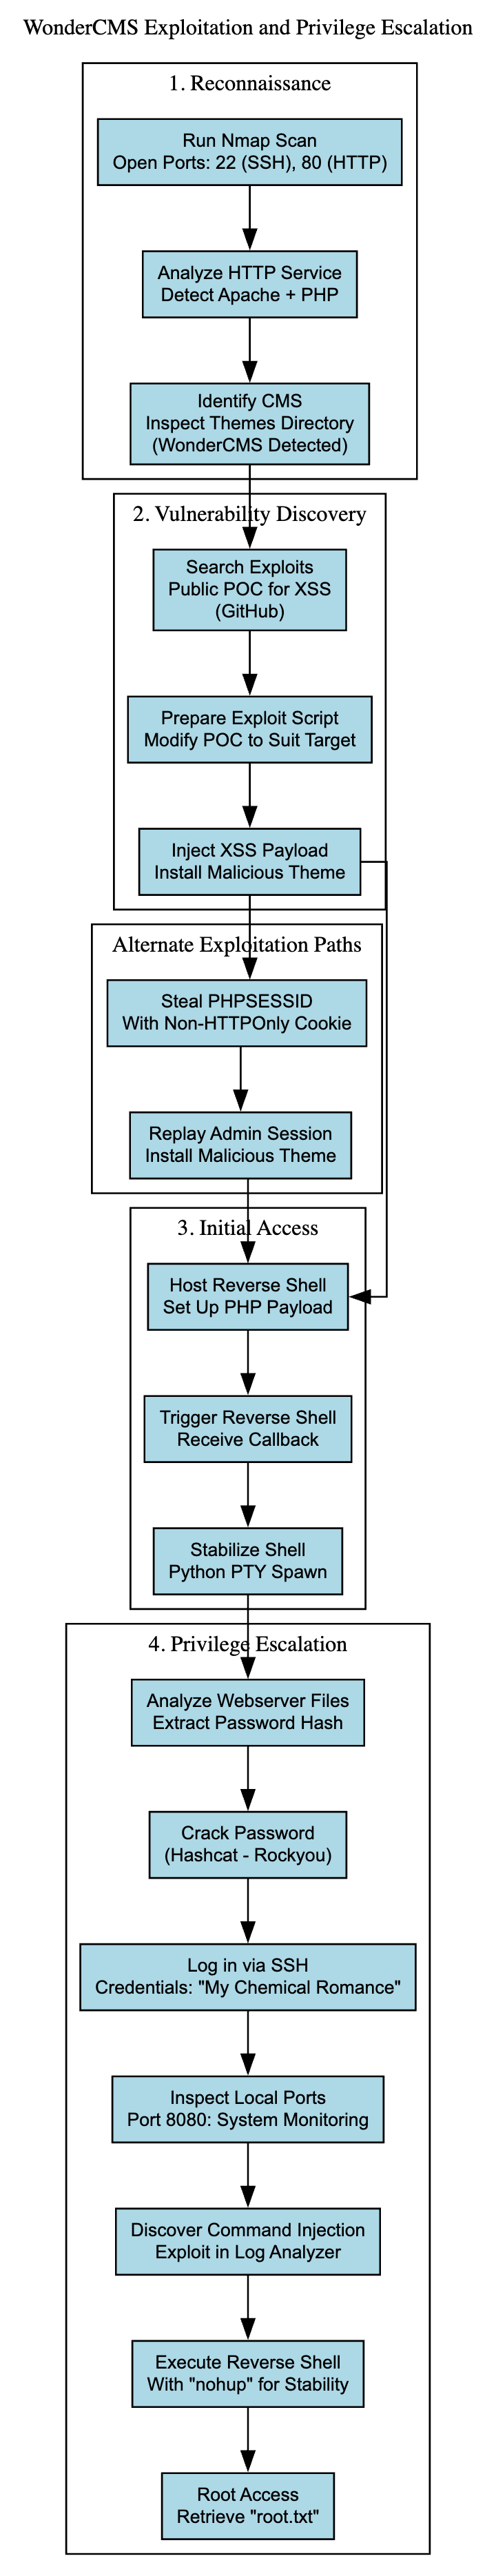 WonderCMS Exploitation and Privilege Escalation
1. Reconnaissance
Run Nmap Scan
Open Ports: 22 (SSH), 80 (HTTP)
Analyze HTTP Service
Detect Apache + PHP
Identify CMS
Inspect Themes Directory
(WonderCMS Detected)
2. Vulnerability Discovery
Search Exploits
Public POC for XSS
(GitHub)
Prepare Exploit Script
Modify POC to Suit Target
Inject XSS Payload
Install Malicious Theme
Alternate Exploitation Paths
Steal PHPSESSID
With Non-HTTPOnly Cookie
Replay Admin Session
Install Malicious Theme
3. Initial Access
Host Reverse Shell
Set Up PHP Payload
Trigger Reverse Shell
Receive Callback
Stabilize Shell
Python PTY Spawn
4. Privilege Escalation
Analyze Webserver Files
Extract Password Hash
Crack Password
(Hashcat - Rockyou)
Log in via SSH
Credentials: "My Chemical Romance"
Inspect Local Ports
Port 8080: System Monitoring
Discover Command Injection
Exploit in Log Analyzer
Execute Reverse Shell
With "nohup" for Stability
Root Access
Retrieve "root.txt"